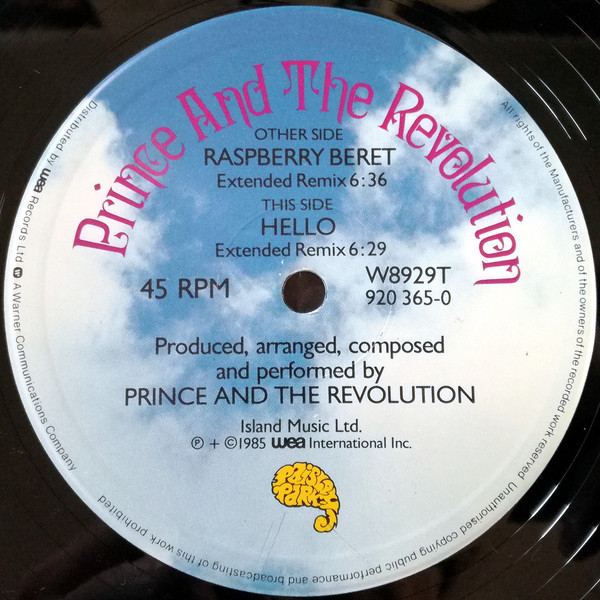 Prince And The Revolution
OTHER SIDE
RASPBERRY BERET
Extended Remix 6:36
THIS SIDE
HELLO
Extended Remix 6:29
45 RPM
W8929T
920 365-0
Produced, arranged, composed
and performed by
PRINCE AND THE REVOLUTION
Island Music Ltd.
℗ + ©1985 wea International Inc.
Paisley Park
All rights of the Manufacturers and of the owners of the recorded work reserved Unauthorised copying public performance and broadcasting of this work prohibited
Distributed by wea Records Ltd W A Warner Communications Company